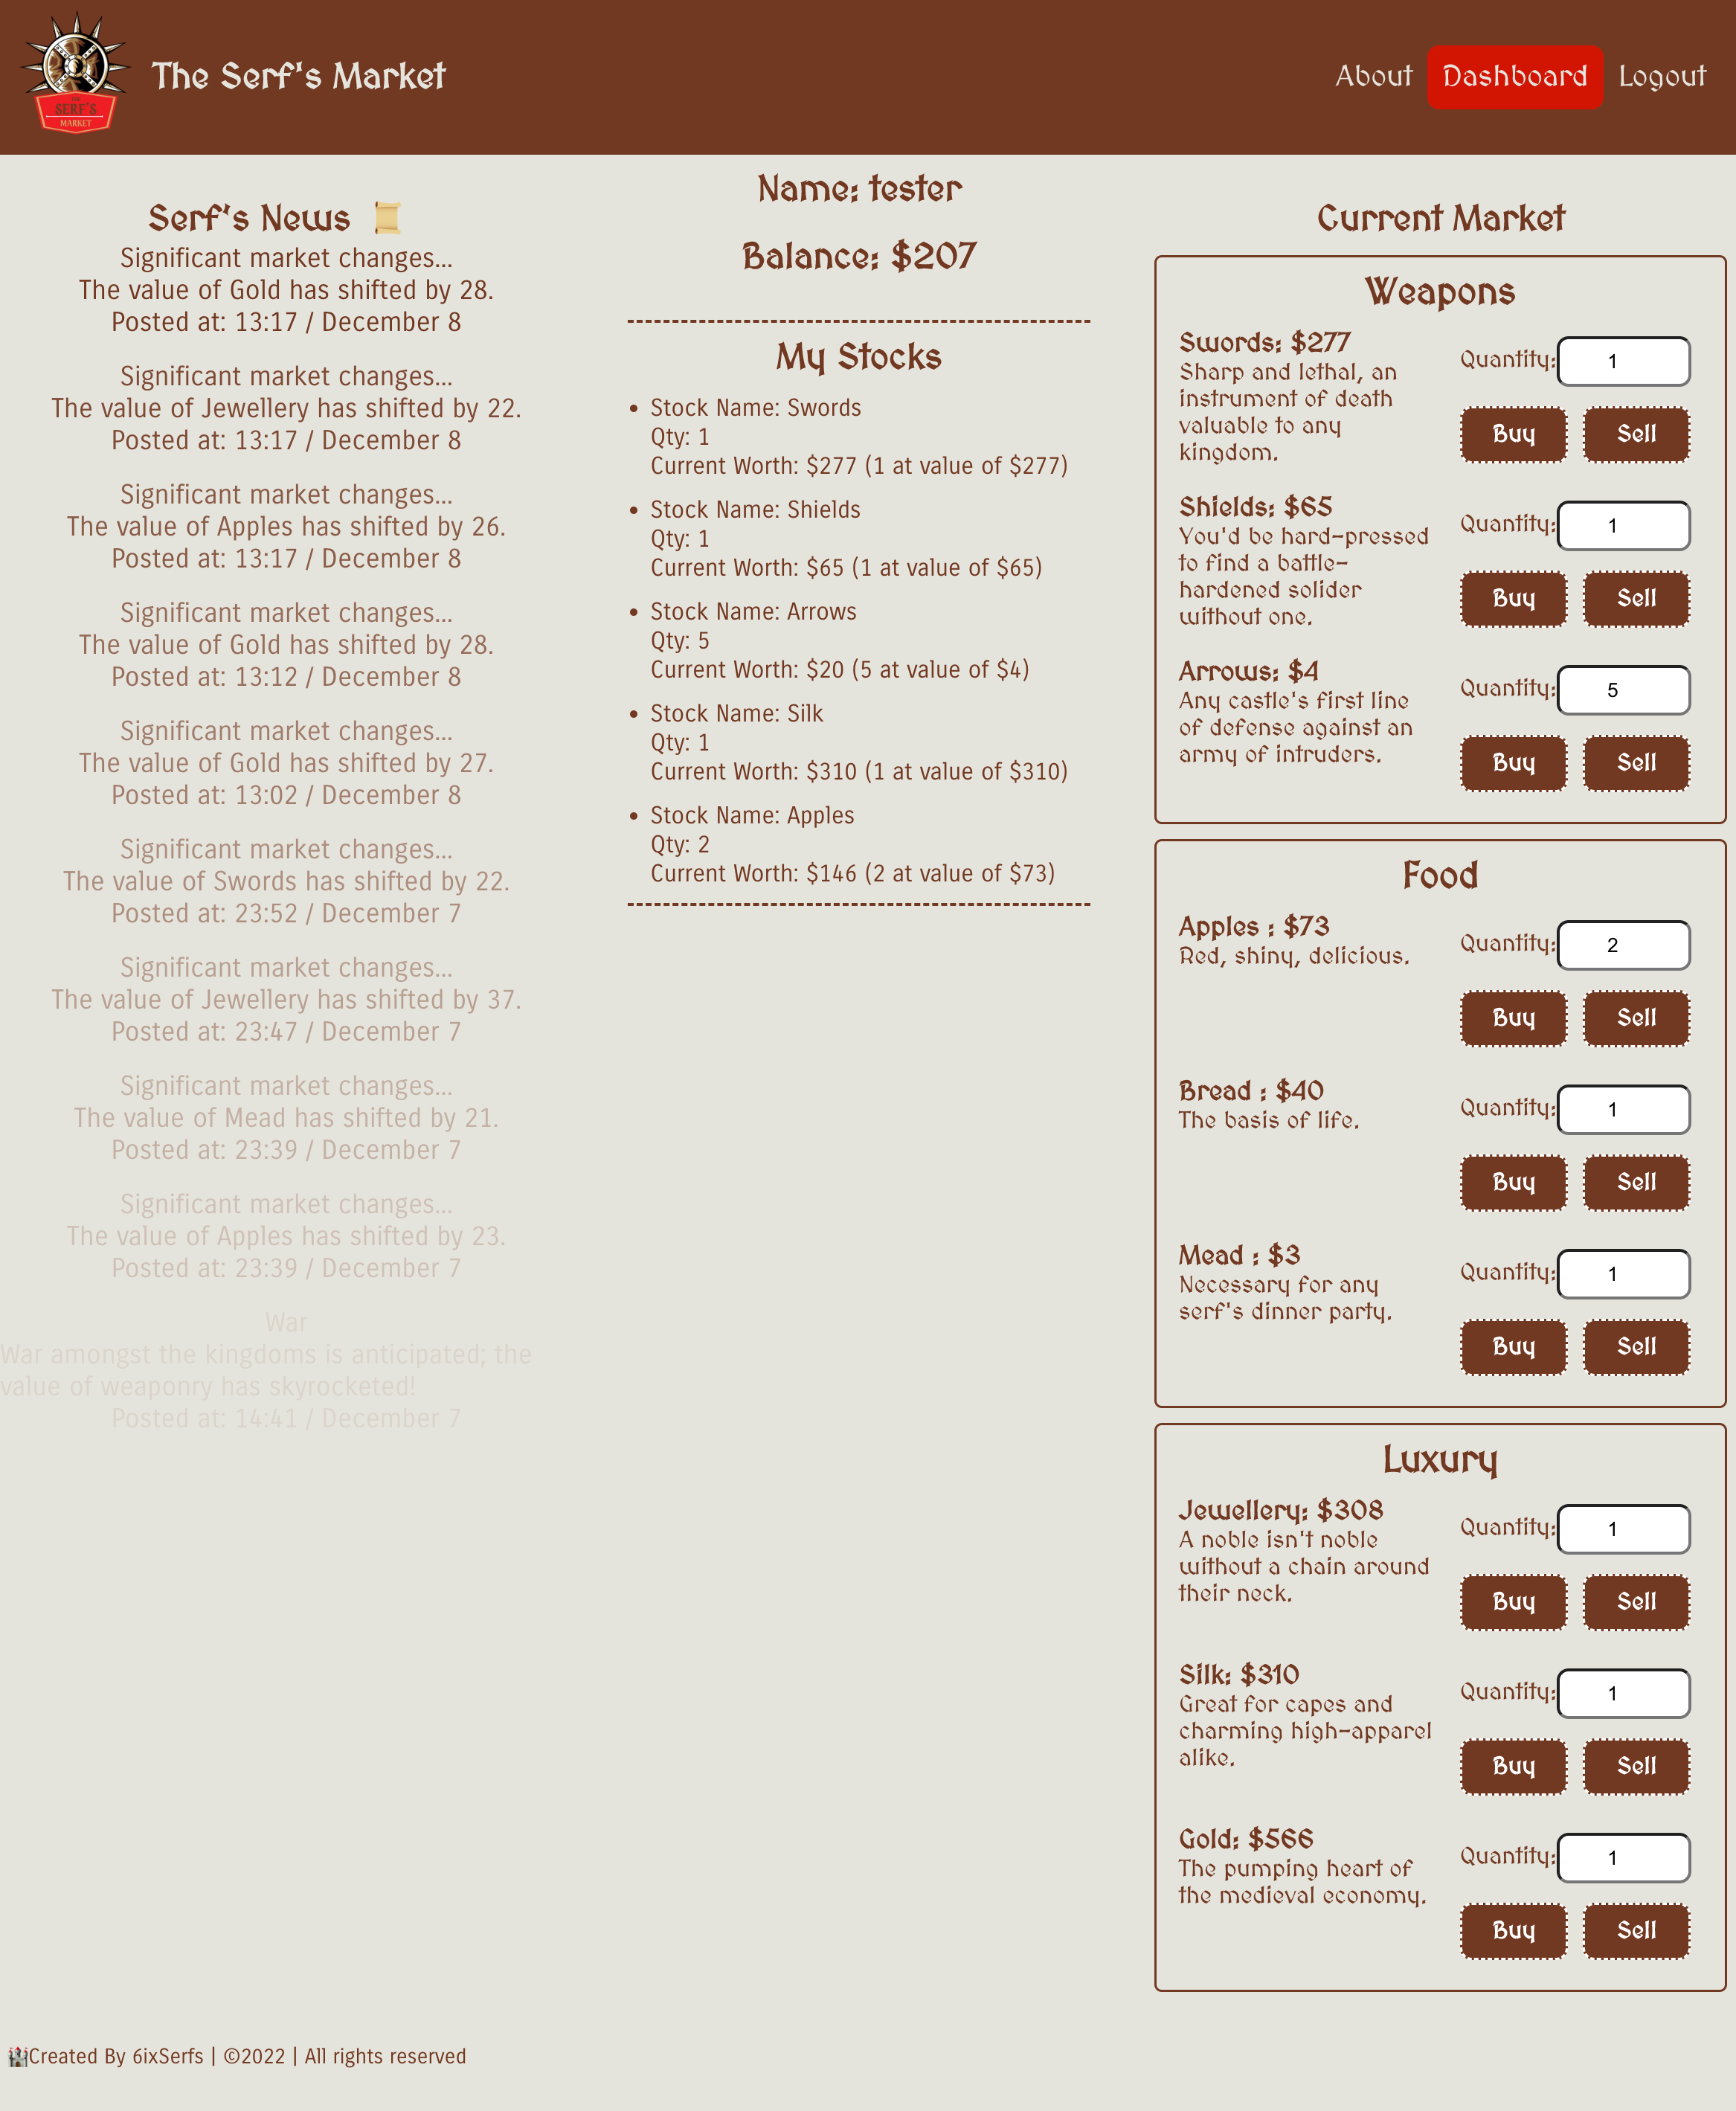 THE
SERF'S
MARKET
The Serf's Market
About
Dashboard
Logout
Serf's News
Significant market changes...
The value of Gold has shifted by 28.
Posted at: 13:17 / December 8
Significant market changes...
The value of Jewellery has shifted by 22.
Posted at: 13:17 / December 8
Significant market changes...
The value of Apples has shifted by 26.
Posted at: 13:17 / December 8
Significant market changes...
The value of Gold has shifted by 28.
Posted at: 13:12 / December 8
Significant market changes...
The value of Gold has shifted by 27.
Posted at: 13:02 / December 8
Significant market changes...
The value of Swords has shifted by 22.
Posted at: 23:52 / December 7
Significant market changes...
The value of Jewellery has shifted by 37.
Posted at: 23:47 / December 7
Significant market changes...
The value of Mead has shifted by 21.
Posted at: 23:39 / December 7
Significant market changes...
The value of Apples has shifted by 23.
Posted at: 23:39 / December 7
War
War amongst the kingdoms is anticipated; the
value of weaponry has skyrocketed!
Posted at: 14:41 / December 7
Name: tester
Balance: $207
My Stocks
• Stock Name: Swords
Qty: 1
Current Worth: $277 (1 at value of $277)
• Stock Name: Shields
Qty: 1
Current Worth: $65 (1 at value of $65)
• Stock Name: Arrows
Qty: 5
Current Worth: $20 (5 at value of $4)
• Stock Name: Silk
Qty: 1
Current Worth: $310 (1 at value of $310)
• Stock Name: Apples
Qty: 2
Current Worth: $146 (2 at value of $73)
Current Market
Weapons
Swords: $277
Sharp and lethal, an
instrument of death
valuable to any
kingdom.
Quantity: 1
Buy
Sell
Shields: $65
You'd be hard-pressed
to find a battle-
hardened solider
without one.
Quantity: 1
Buy
Sell
Arrows: $4
Any castle's first line
of defense against an
army of intruders.
Quantity: 5
Buy
Sell
Food
Apples : $73
Red, shiny, delicious.
Quantity: 2
Buy
Sell
Bread : $40
The basis of life.
Quantity: 1
Buy
Sell
Mead : $3
Necessary for any
serf's dinner party.
Quantity: 1
Buy
Sell
Luxury
Jewellery: $308
A noble isn't noble
without a chain around
their neck.
Quantity: 1
Buy
Sell
Silk: $310
Great for capes and
charming high-apparel
alike.
Quantity: 1
Buy
Sell
Gold: $566
The pumping heart of
the medieval economy.
Quantity: 1
Buy
Sell
Created By 6ixSerfs | ©2022 | All rights reserved